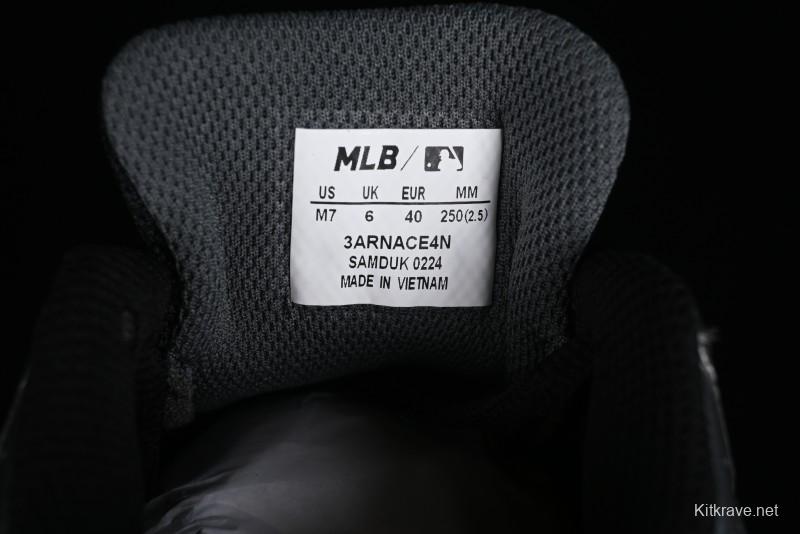 MLB/
US UK EUR MM
M7 6 40 250(2.5)
3ARNACE4N
SAMDUK 0224
MADE IN VIETNAM
Kitkrave.net